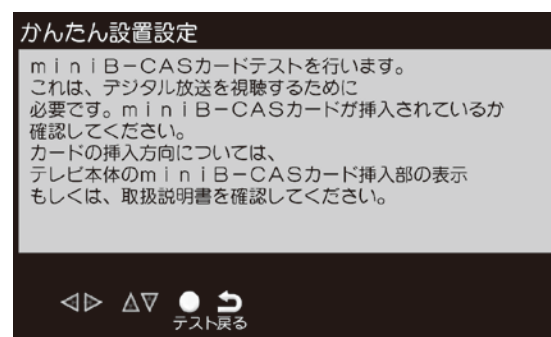 かんたん設置設定
ｍｉｎｉＢ－ＣＡＳカードテストを行います。
これは、デジタル放送を視聴するために
必要です。ｍｉｎｉＢ－ＣＡＳカードが挿入されているか
確認してください。
カードの挿入方向については、
テレビ本体のｍｉｎｉＢ－ＣＡＳカード挿入部の表示
もしくは、取扱説明書を確認してください。
テスト戻る